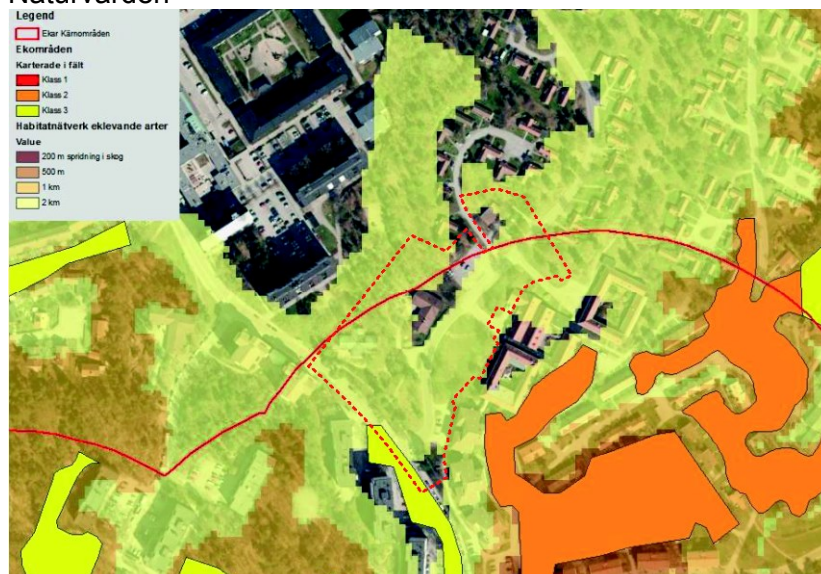 Naturvärden
Legend
Ekar Kärnområden
Ekområden
Karterade i fält
Klass 1
Klass 2
Klass 3
Habitatnätverk eklevande arter
Value
200 m spridning i skog
500 m
1 km
2 km